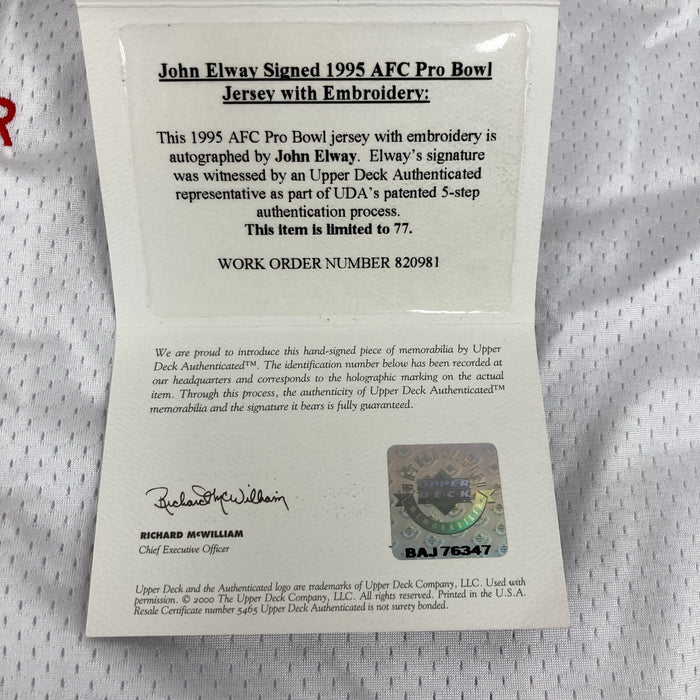 R
John Elway Signed 1995 AFC Pro Bowl
Jersey with Embroidery:
This 1995 AFC Pro Bowl jersey with embroidery is
autographed by John Elway. Elway's signature
was witnessed by an Upper Deck Authenticated
representative as part of UDA's patented 5-step
authentication process.
This item is limited to 77.
WORK ORDER NUMBER 820981
We are proud to introduce this hand-signed piece of memorabilia by Upper
Deck Authenticated™. The identification number below has been recorded at
our headquarters and corresponds to the holographic marking on the actual
item. Through this process, the authenticity of Upper Deck Authenticated™
memorabilia and the signature it bears is fully guaranteed.
Richard McWilliam
RICHARD McWILLIAM
Chief Executive Officer
UPPER
DECK
MEMORABILIA
BAJ 76347
Upper Deck and the Authenticated logo are trademarks of Upper Deck Company, LLC. Used with
permission. © 2000 The Upper Deck Company, LLC. All rights reserved. Printed in the U.S.A.
Resale Certificate number 5465 Upper Deck Authenticated is not surety bonded.